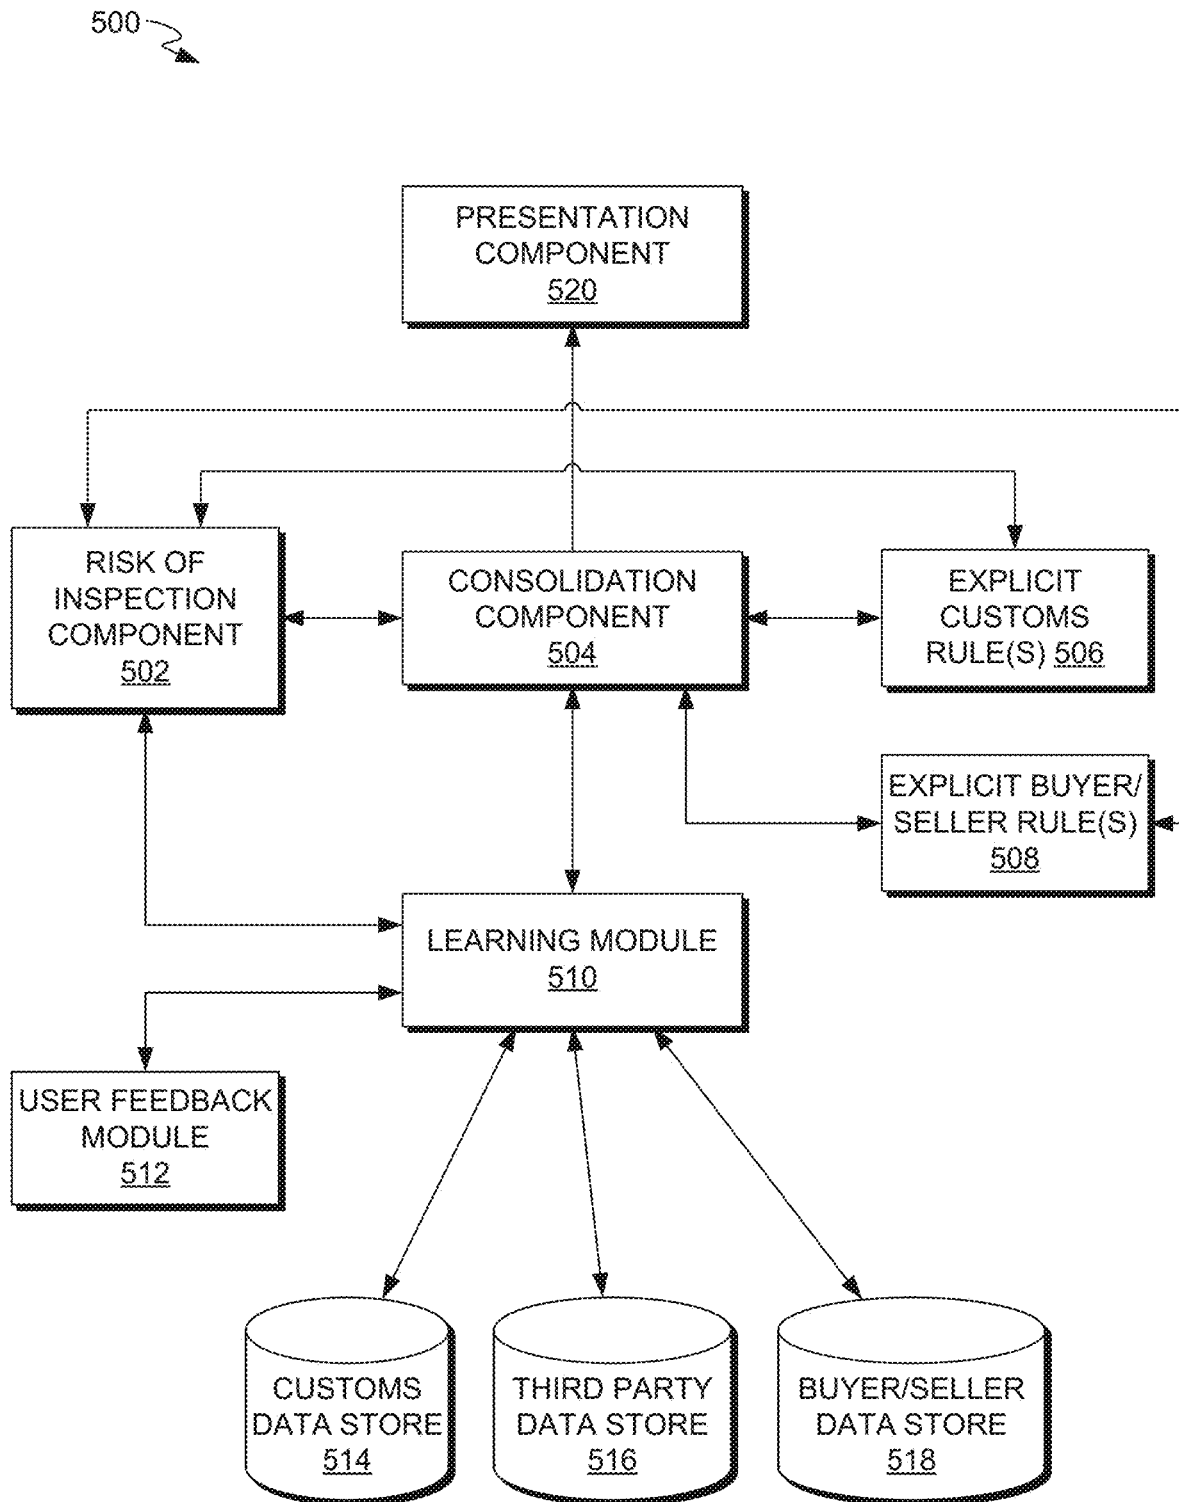 500
PRESENTATION
COMPONENT
520
RISK OF
INSPECTION
COMPONENT
502
CONSOLIDATION
COMPONENT
504
EXPLICIT
CUSTOMS
RULE(S) 506
EXPLICIT BUYER/
SELLER RULE(S)
508
LEARNING MODULE
510
USER FEEDBACK
MODULE
512
CUSTOMS
DATA STORE
514
THIRD PARTY
DATA STORE
516
BUYER/SELLER
DATA STORE
518